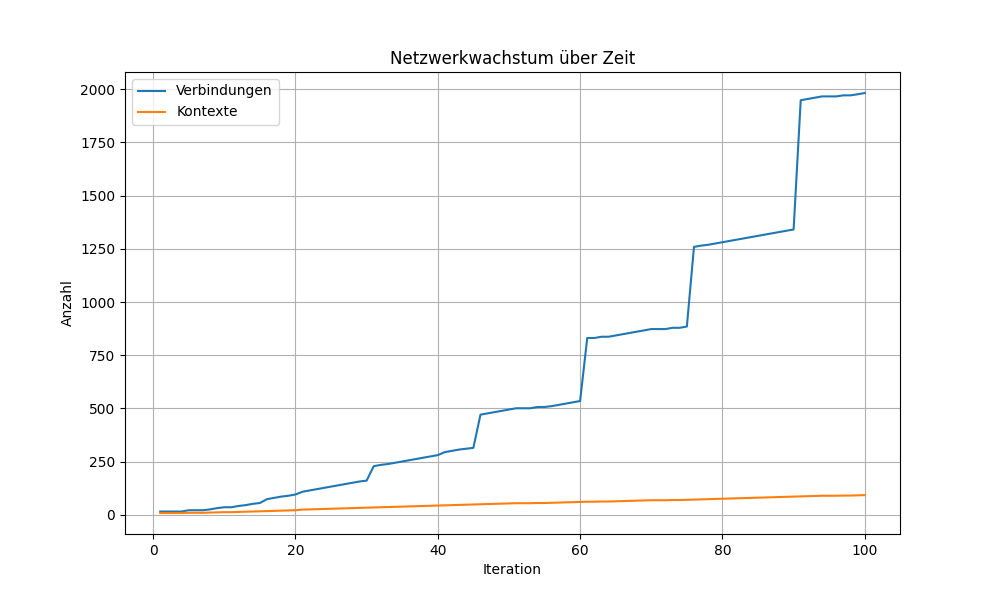 Netzwerkwachstum über Zeit
Verbindungen
Kontexte
2000
1750
1500
1250
1000
750
500
250
0
Anzahl
0 20 40 60 80 100
Iteration